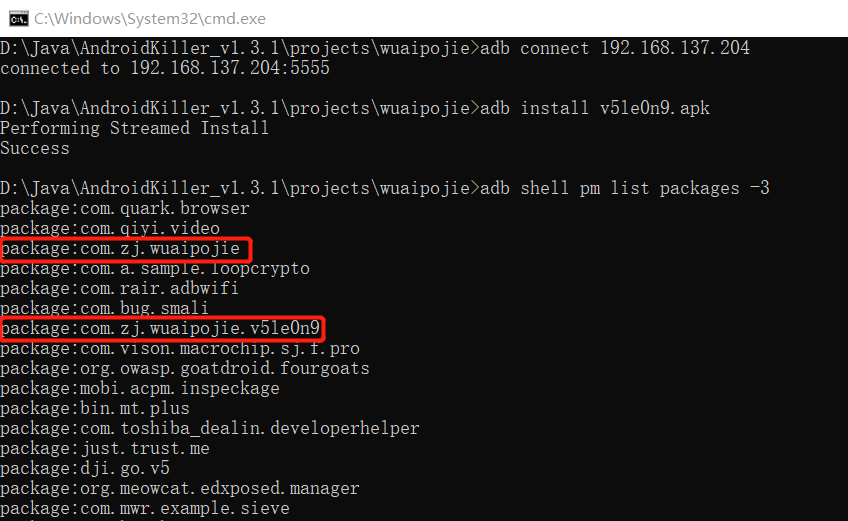 C:\Windows\System32\cmd.exe
D:\Java\AndroidKiller_v1.3.1\projects\wuaipojie>adb connect 192.168.137.204
connected to 192.168.137.204:5555
D:\Java\AndroidKiller_v1.3.1\projects\wuaipojie>adb install v5le0n9.apk
Performing Streamed Install
Success
D:\Java\AndroidKiller_v1.3.1\projects\wuaipojie>adb shell pm list packages -3
package:com.quark.browser
package:com.qiyi.video
package:com.zj.wuaipojie
package:com.a.sample.loopcrypto
package:com.rair.adbwifi
package:com.bug.smali
package:com.zj.wuaipojie.v5le0n9
package:com.vison.macrochip.sj.f.pro
package:org.owasp.goatdroid.fourgoats
package:mobi.acpm.inspeckage
package:bin.mt.plus
package:com.toshiba_dealin.developerhelper
package:just.trust.me
package:dji.go.v5
package:org.meowcat.edxposed.manager
package:com.mwr.example.sieve